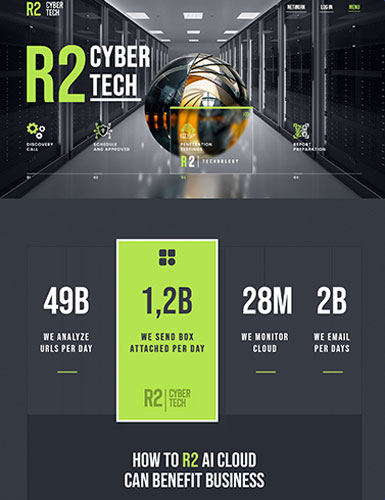 R2 CYBER TECH
NETWORK LOG IN MENU
R2 CYBER TECH
DISCOVERY CALL
SCHEDULE AND APPROVED
PENETRATION
REPORT PREPARATION
R2 TECHNOLOGY
49B
WE ANALYZE
URLS PER DAY
1,2B
WE SEND BOX
ATTACHED PER DAY
R2 CYBER TECH
28M
WE MONITOR
CLOUD
2B
WE EMAIL
PER DAYS
HOW TO R2 AI CLOUD
CAN BENEFIT BUSINESS